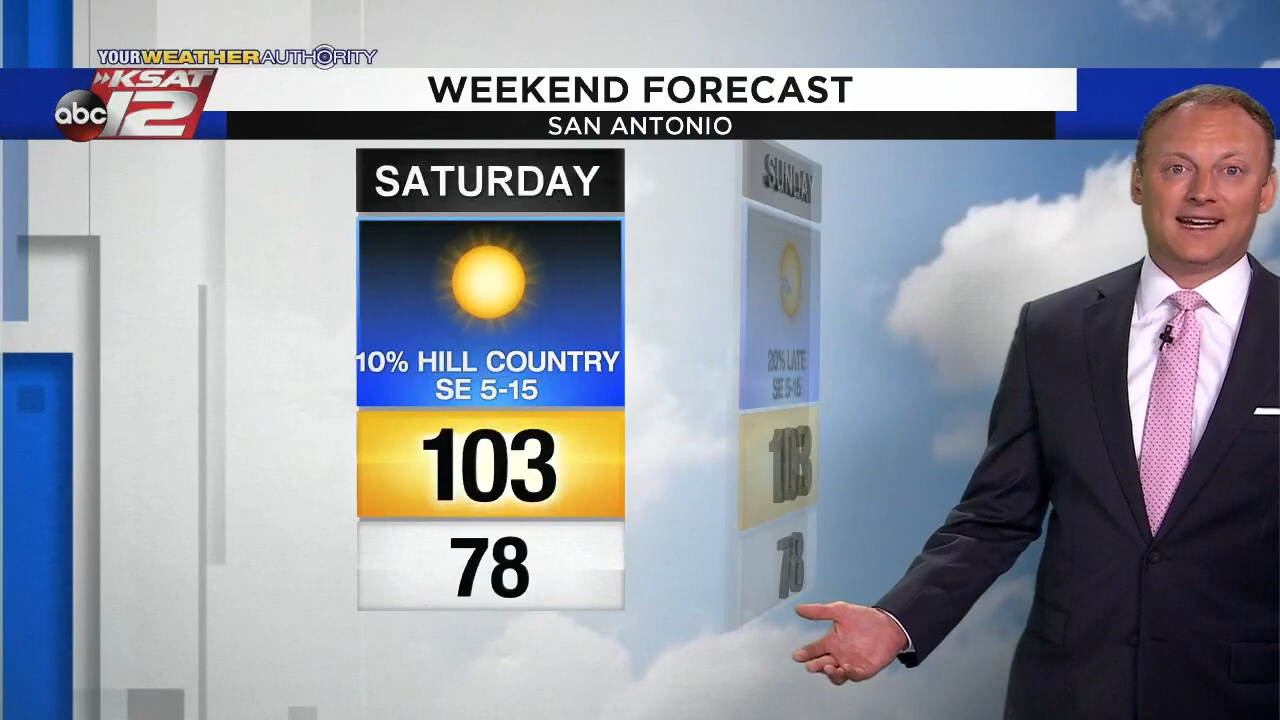 YOURWEATHERAUTHORITY
KSAT
abc
12
WEEKEND FORECAST
SAN ANTONIO
SATURDAY
10% HILL COUNTRY
SE 5-15
103
78
SUNDAY
20% LATE
SE 5-15
103
78